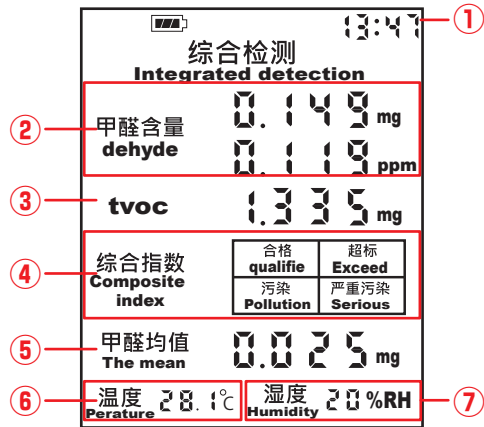 13:47
①
综合检测
Integrated detection
②
甲醛含量
dehyde
0.149 mg
0.119 ppm
③
tvoc
1.335 mg
④
综合指数
Composite
index
合格
qualifie
超标
Exceed
污染
Pollution
严重污染
Serious
⑤
甲醛均值
The mean
0.025 mg
⑥
温度
Perature
28.1℃
湿度
Humidity
20%RH
⑦